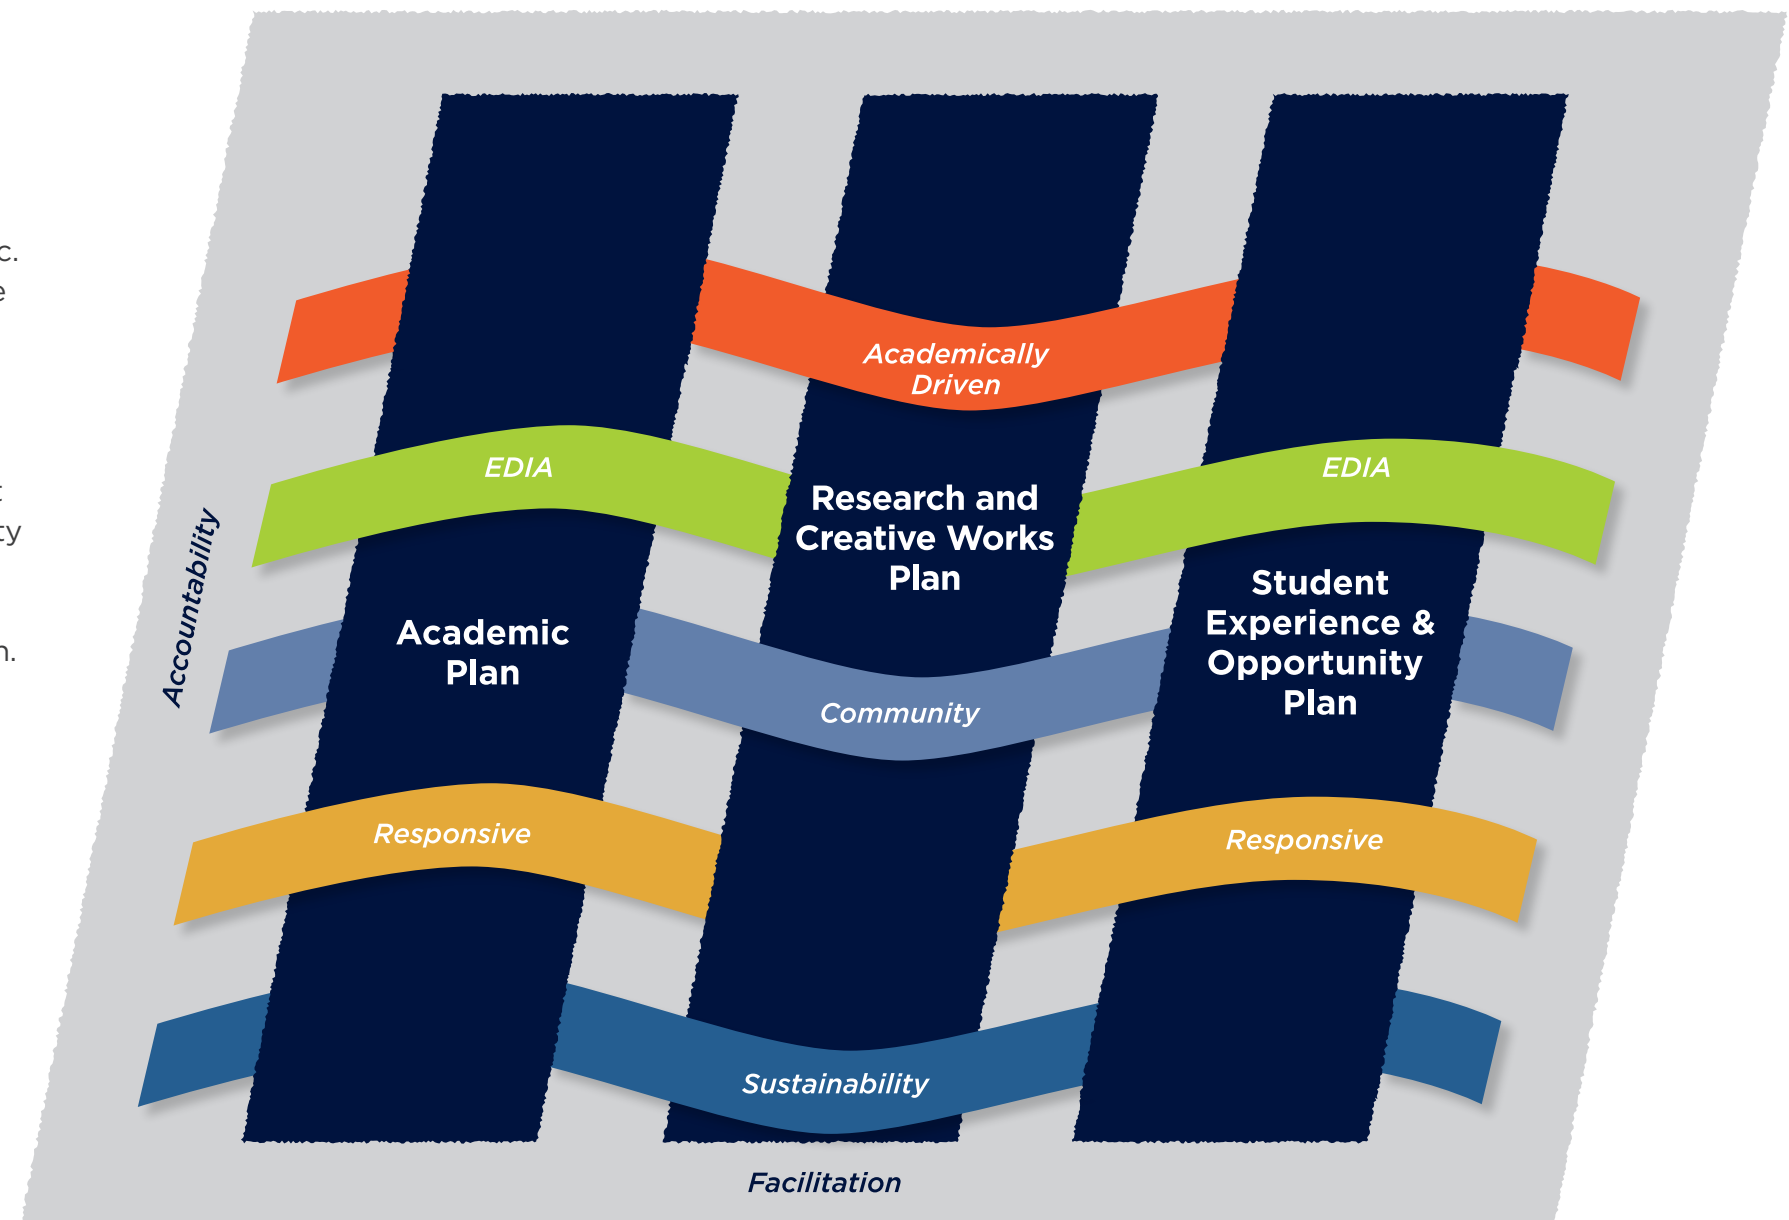 c.
e
t
ty
n.
Accountability
Academically
Driven
EDIA
EDIA
Research and
Creative Works
Plan
Student
Experience &
Opportunity
Plan
Academic
Plan
Community
Responsive
Responsive
Sustainability
Facilitation